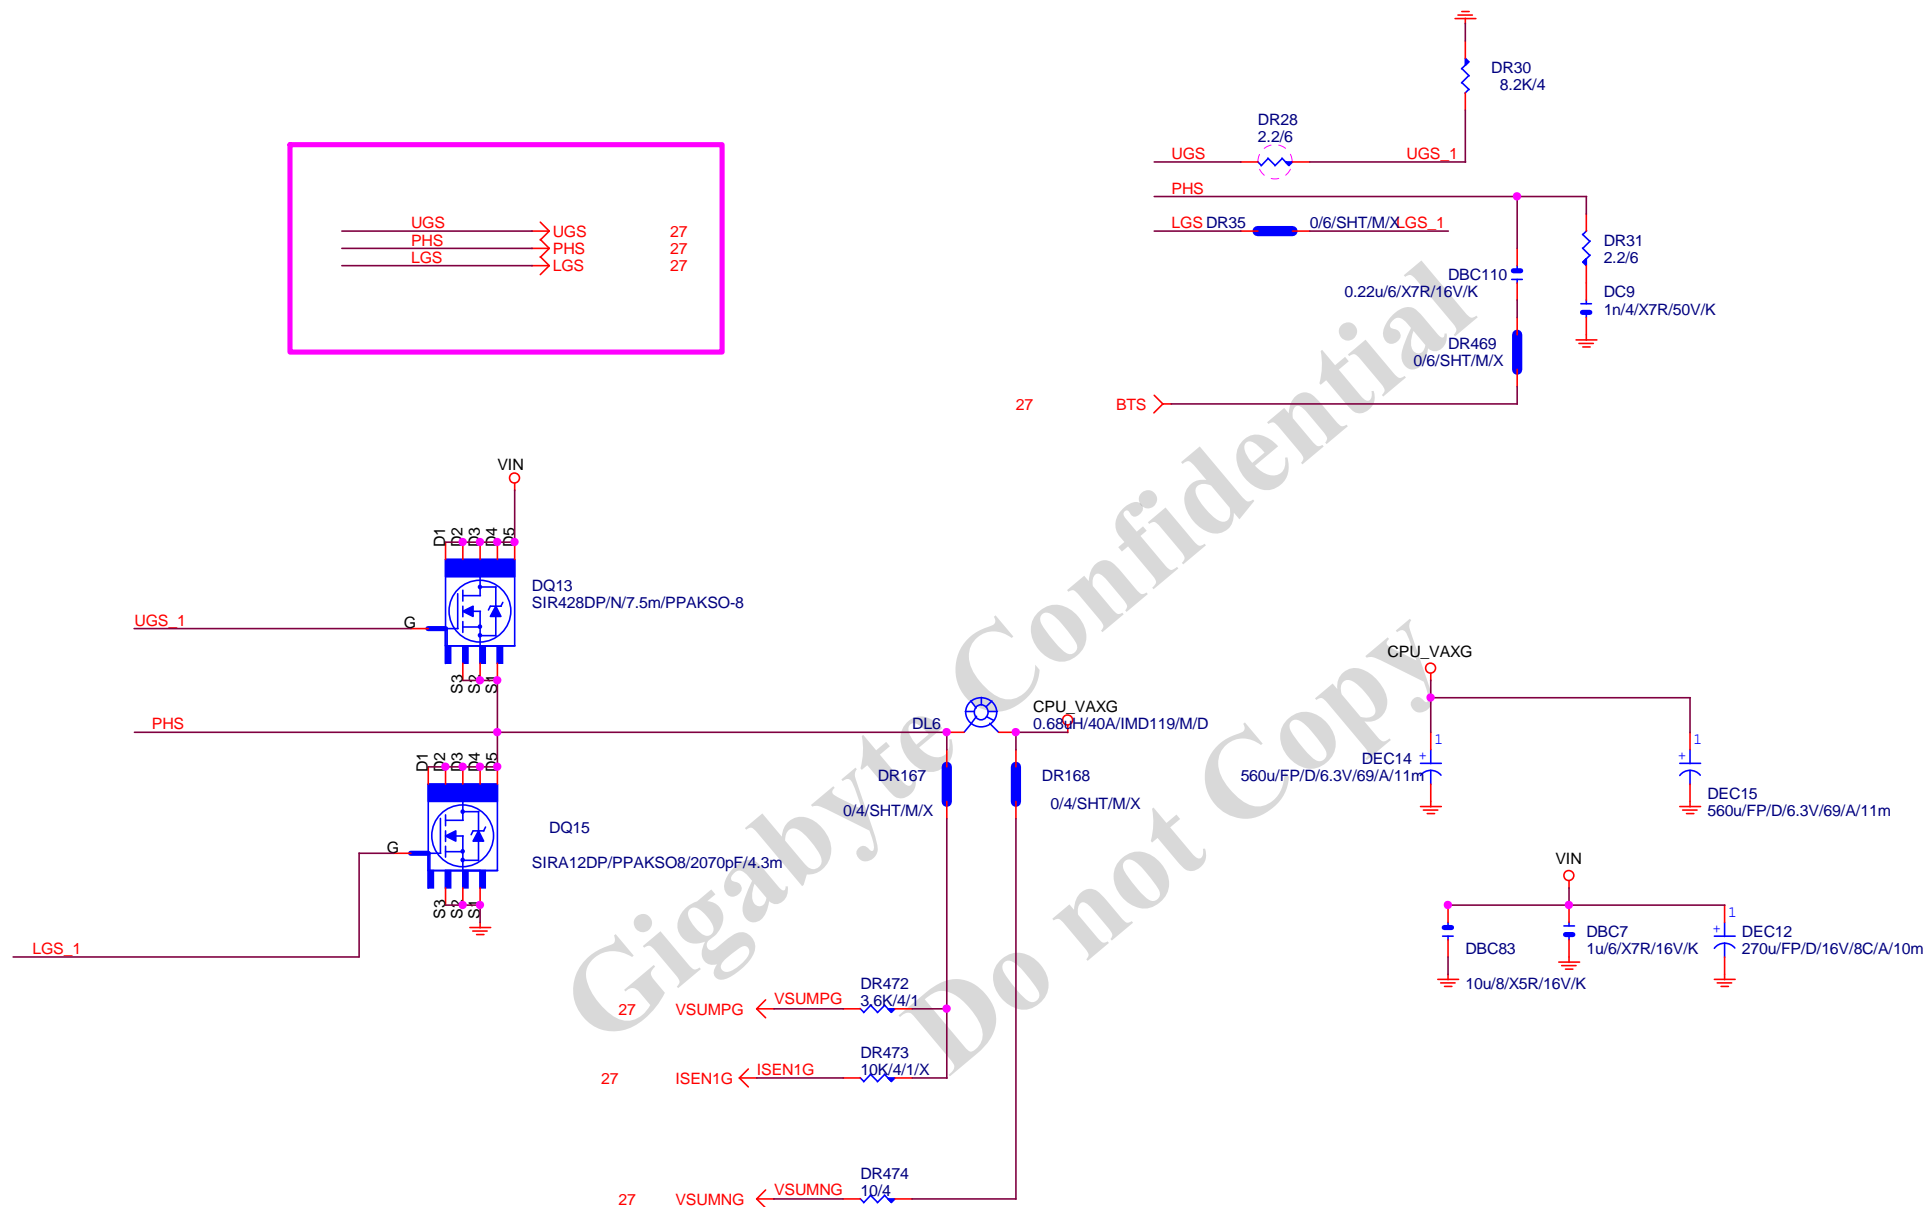 DR30
8.2K/4
DR28
2.2/6
UGS
UGS_1
PHS
LGS
DR35
0/6/SHT/M/X
LGS_1
UGS
UGS
27
PHS
PHS
27
LGS
LGS
27
DR31
2.2/6
DBC110
0.22u/6/X7R/16V/K
DC9
1n/4/X7R/50V/K
DR469
0/6/SHT/M/X
27
BTS
VIN
D1
D2
D3
D4
D5
DQ13
SIR428DP/N/7.5m/PPAKSO-8
UGS_1
G
S3
S2
S1
CPU_VAXG
PHS
DL6
CPU_VAXG
0.68uH/40A/IMD119/M/D
D1
D2
D3
D4
D5
DR167
0/4/SHT/M/X
DR168
0/4/SHT/M/X
DEC14
+
1
560u/FP/D/6.3V/69/A/11m
+
1
DEC15
560u/FP/D/6.3V/69/A/11m
DQ15
SIRA12DP/PPAKSO8/2070pF/4.3m
G
S3
S2
S1
LGS_1
VIN
DBC83
10u/8/X5R/16V/K
DBC7
1u/6/X7R/16V/K
+
1
DEC12
270u/FP/D/16V/8C/A/10m
27
VSUMPG
VSUMPG
DR472
3.6K/4/1
27
ISEN1G
ISEN1G
DR473
10K/4/1/X
27
VSUMNG
VSUMNG
DR474
10/4
Gigabyte Confidential
Do not Copy